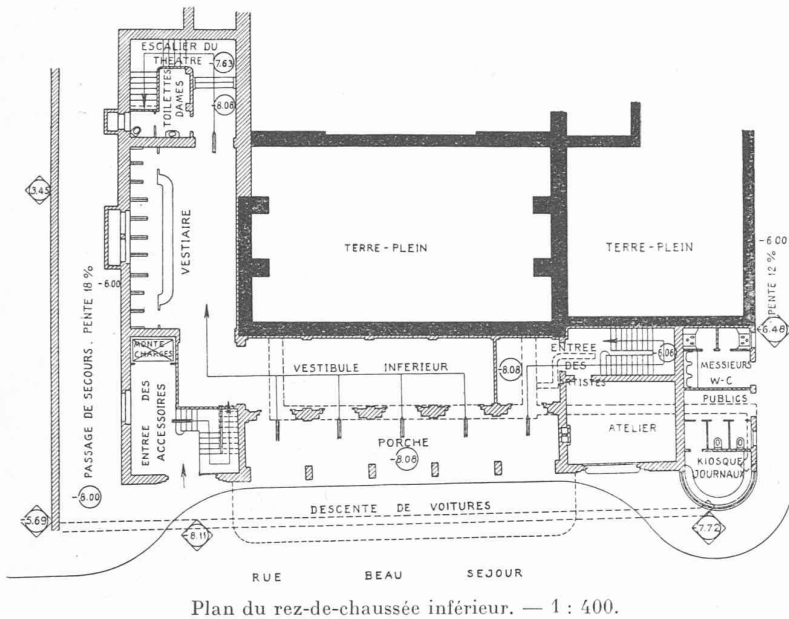 ESCALIER DU
THEATRE
-7.63
TOILETTES
DAMES
-8.08
13.45
VESTIAIRE
TERRE-PLEIN
TERRE-PLEIN
-6.00
PENTE 12 %
-6.00
PASSAGE DE SECOURS. PENTE 18 %
-6.48
MONTE
CHARGES
VESTIBULE INFERIEUR
-8.08
ENTREE
DES
ARTISTES
-6.06
MESSIEURS
W-C
PUBLICS
ENTREE DES
ACCESSOIRES
PORCHE
-8.08
ATELIER
KIOSQUE
JOURNAUX
-8.00
-5.69
-8.11
DESCENTE DE VOITURES
-7.72
RUE BEAU SEJOUR
Plan du rez-de-chaussée inférieur. — 1 : 400.